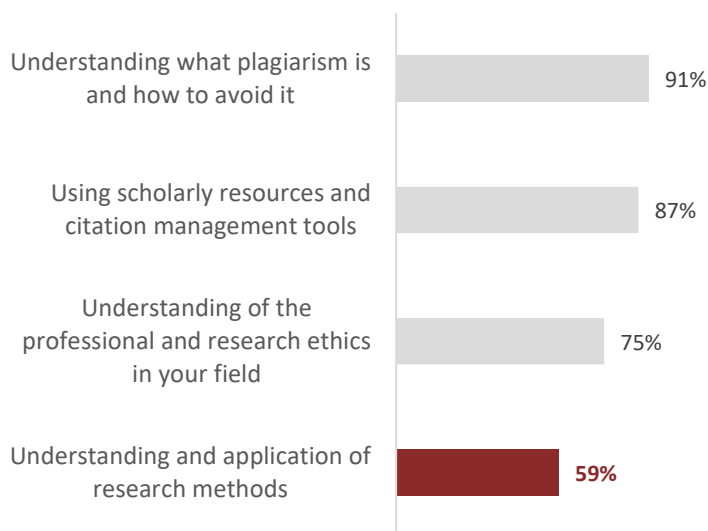 Understanding what plagiarism is
and how to avoid it
91%
Using scholarly resources and
citation management tools
87%
Understanding of the
professional and research ethics
in your field
75%
Understanding and application of
research methods
59%